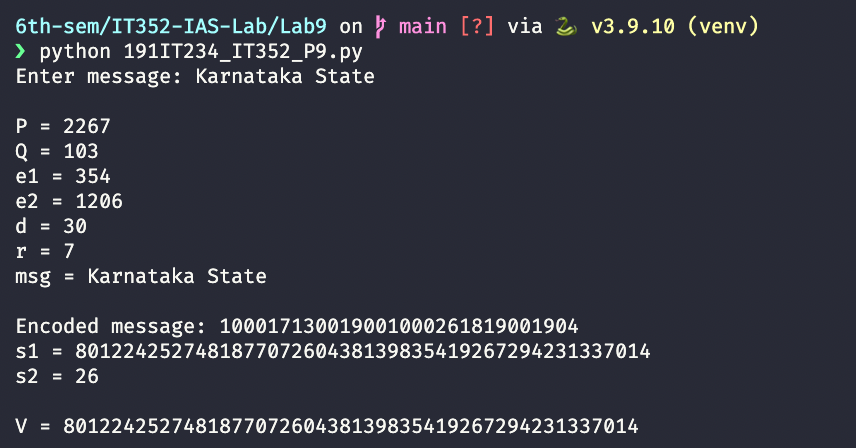 6th-sem/IT352-IAS-Lab/Lab9 on main [?] via 🐍 v3.9.10 (venv)
❯ python 191IT234_IT352_P9.py
Enter message: Karnataka State
P = 2267
Q = 103
e1 = 354
e2 = 1206
d = 30
r = 7
msg = Karnataka State
Encoded message: 100017130019001000261819001904
s1 = 801224252748187707260438139835419267294231337014
s2 = 26
V = 801224252748187707260438139835419267294231337014